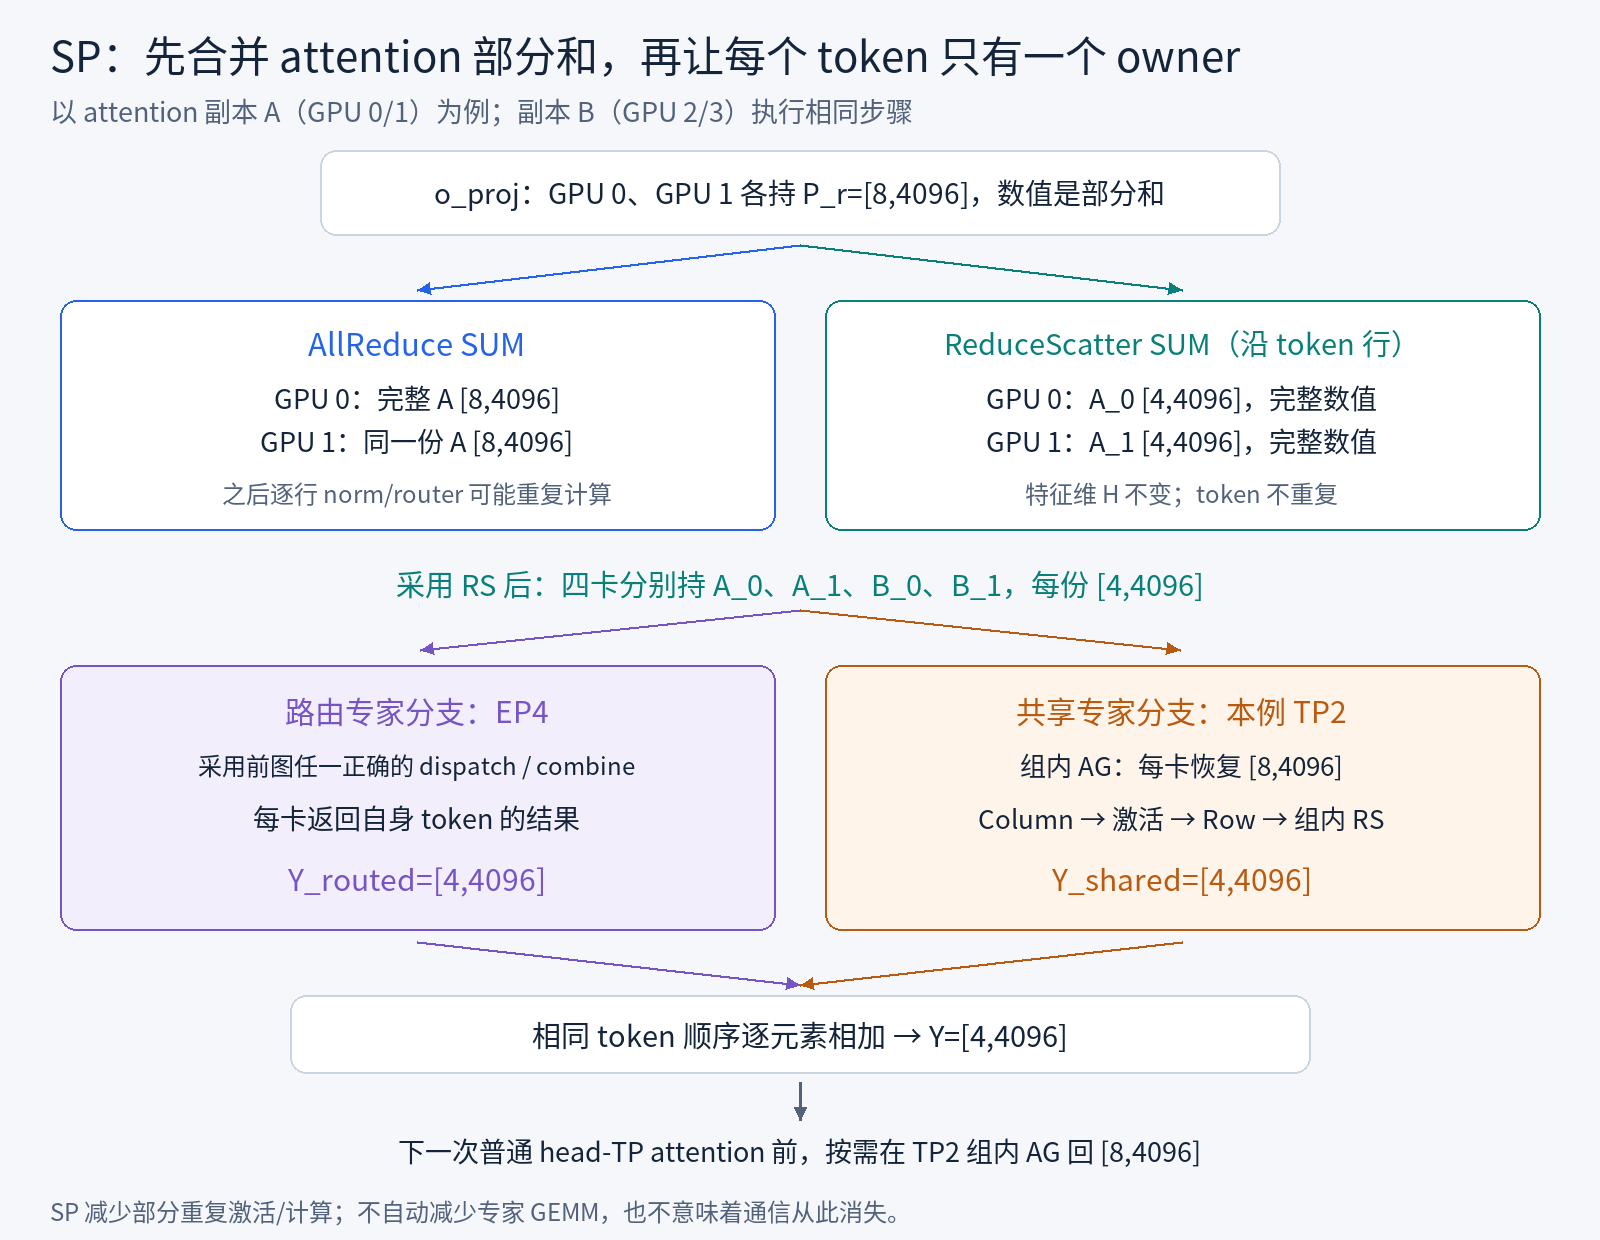 SP：先合并 attention 部分和，再让每个 token 只有一个 owner
以 attention 副本 A（GPU 0/1）为例；副本 B（GPU 2/3）执行相同步骤
o_proj：GPU 0、GPU 1 各持 P_r=[8,4096]，数值是部分和
AllReduce SUM
GPU 0：完整 A [8,4096]
GPU 1：同一份 A [8,4096]
之后逐行 norm/router 可能重复计算
ReduceScatter SUM（沿 token 行）
GPU 0：A_0 [4,4096]，完整数值
GPU 1：A_1 [4,4096]，完整数值
特征维 H 不变；token 不重复
采用 RS 后：四卡分别持 A_0、A_1、B_0、B_1，每份 [4,4096]
路由专家分支：EP4
采用前图任一正确的 dispatch / combine
每卡返回自身 token 的结果
Y_routed=[4,4096]
共享专家分支：本例 TP2
组内 AG：每卡恢复 [8,4096]
Column → 激活 → Row → 组内 RS
Y_shared=[4,4096]
相同 token 顺序逐元素相加 → Y=[4,4096]
下一次普通 head-TP attention 前，按需在 TP2 组内 AG 回 [8,4096]
SP 减少部分重复激活/计算；不自动减少专家 GEMM，也不意味着通信从此消失。